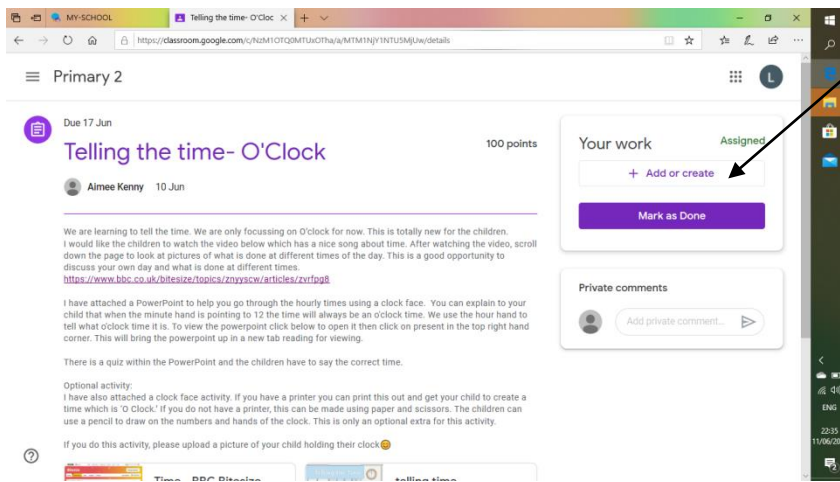 MY-SCHOOL
Telling the time- O'Cloc
https://classroom.google.com/c/
/details
Primary 2
L
Due 17 Jun
Telling the time- O'Clock
100 points
Aimee Kenny 10 Jun
We are learning to tell the time. We are only focussing on O'clock for now. This is totally new for the children.
I would like the children to watch the video below which has a nice song about time. After watching the video, scroll
down the page to look at pictures of what is done at different times of the day. This is a good opportunity to
discuss your own day and what is done at different times.
https://www.bbc.co.uk/bitesize/topics/znyyscw/articles/zvrfpg8
I have attached a PowerPoint to help you go through the hourly times using a clock face. You can explain to your
child that when the minute hand is pointing to 12 the time will always be an o'clock time. We use the hour hand to
tell what o'clock time it is. To view the powerpoint click below to open it then click on present in the top right hand
corner. This will bring the powerpoint up in a new tab reading for viewing.
There is a quiz within the PowerPoint and the children have to say the correct time.
Optional activity:
I have also attached a clock face activity. If you have a printer you can print this out and get your child to create a
time which is 'O Clock.' If you do not have a printer, this can be made using paper and scissors. The children can
use a pencil to draw on the numbers and hands of the clock. This is only an optional extra for this activity.
If you do this activity, please upload a picture of your child holding their clock😊
Time - BBC Bitesize
telling time
Your work
Assigned
+ Add or create
Mark as Done
Private comments
Add private comment...
ENG
22:35
11/06/20